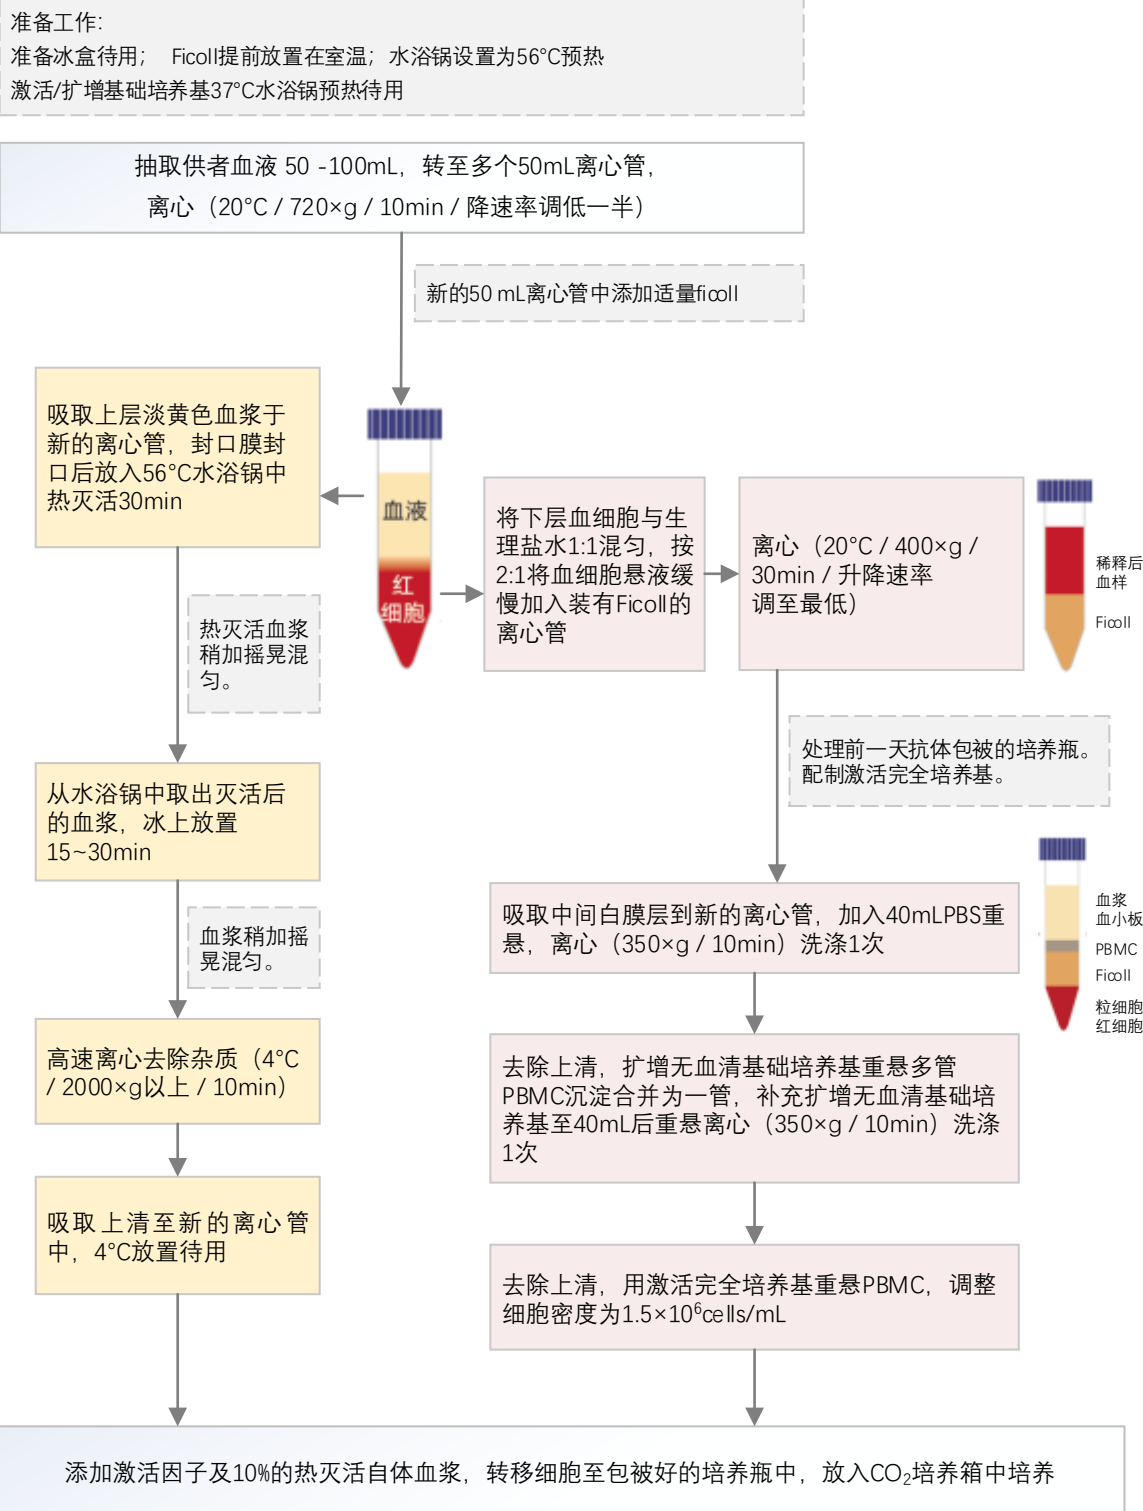 准备工作:
准备冰盒待用； Ficoll提前放置在室温；水浴锅设置为56°C预热
激活/扩增基础培养基37°C水浴锅预热待用
抽取供者血液 50 -100mL，转至多个50mL离心管，
离心（20°C / 720×g / 10min / 降速率调低一半）
新的50 mL离心管中添加适量ficoll
吸取上层淡黄色血浆于
新的离心管，封口膜封
口后放入56°C水浴锅中
热灭活30min
血液
红
细胞
将下层血细胞与生
理盐水1:1混匀，按
2:1将血细胞悬液缓
慢加入装有Ficoll的
离心管
离心（20°C / 400×g /
30min / 升降速率
调至最低）
稀释后
血样
Ficoll
热灭活血浆
稍加摇晃混
匀。
处理前一天抗体包被的培养瓶。
配制激活完全培养基。
从水浴锅中取出灭活后
的血浆，冰上放置
15~30min
血浆稍加摇
晃混匀。
吸取中间白膜层到新的离心管，加入40mLPBS重
悬，离心（350×g / 10min）洗涤1次
血浆
血小板
PBMC
Ficoll
粒细胞
红细胞
高速离心去除杂质（4°C
/ 2000×g以上 / 10min）
去除上清，扩增无血清基础培养基重悬多管
PBMC沉淀合并为一管，补充扩增无血清基础培
养基至40mL后重悬离心（350×g / 10min）洗涤
1次
吸取上清至新的离心管
中，4°C放置待用
去除上清，用激活完全培养基重悬PBMC，调整
细胞密度为1.5×10⁶cells/mL
添加激活因子及10%的热灭活自体血浆，转移细胞至包被好的培养瓶中，放入CO₂培养箱中培养